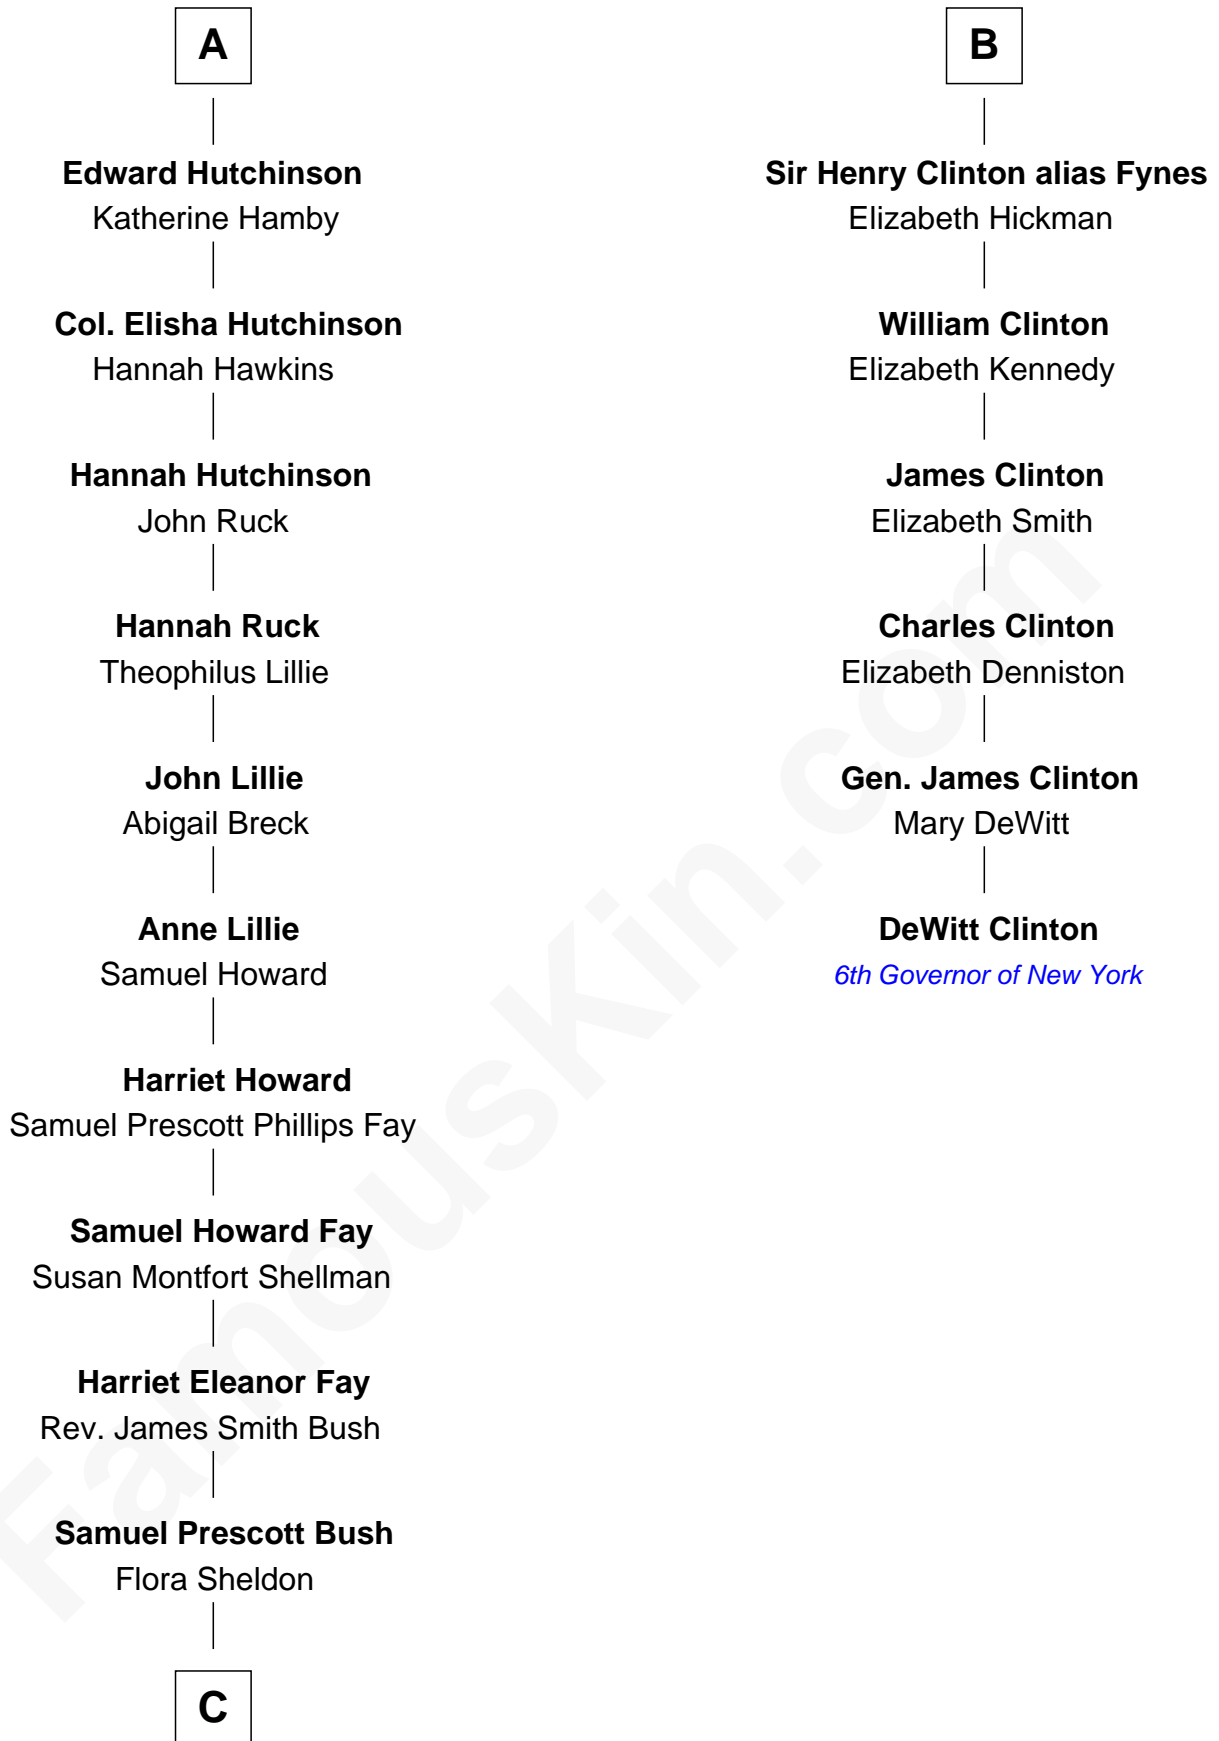 A
Edward Hutchinson
Katherine Hamby
Col. Elisha Hutchinson
Hannah Hawkins
Hannah Hutchinson
John Ruck
Hannah Ruck
Theophilus Lillie
John Lillie
Abigail Breck
Anne Lillie
Samuel Howard
Harriet Howard
Samuel Prescott Phillips Fay
Samuel Howard Fay
Susan Montfort Shellman
Harriet Eleanor Fay
Rev. James Smith Bush
Samuel Prescott Bush
Flora Sheldon
C
B
Sir Henry Clinton alias Fynes
Elizabeth Hickman
William Clinton
Elizabeth Kennedy
James Clinton
Elizabeth Smith
Charles Clinton
Elizabeth Denniston
Gen. James Clinton
Mary DeWitt
DeWitt Clinton
6th Governor of New York
FamousKin.com